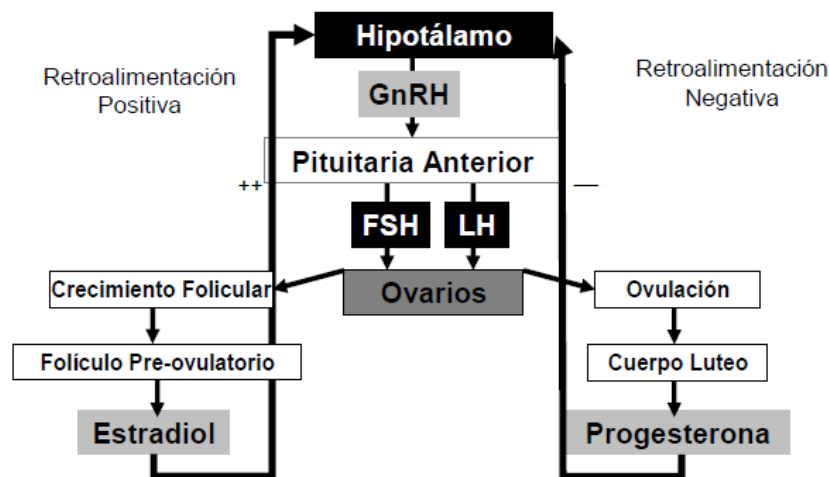 Hipotálamo
Retroalimentación
Positiva
Retroalimentación
Negativa
GnRH
Pituitaria Anterior
++
—
FSH
LH
Crecimiento Folicular
Ovarios
Ovulación
Folículo Pre-ovulatorio
Cuerpo Luteo
Estradiol
Progesterona